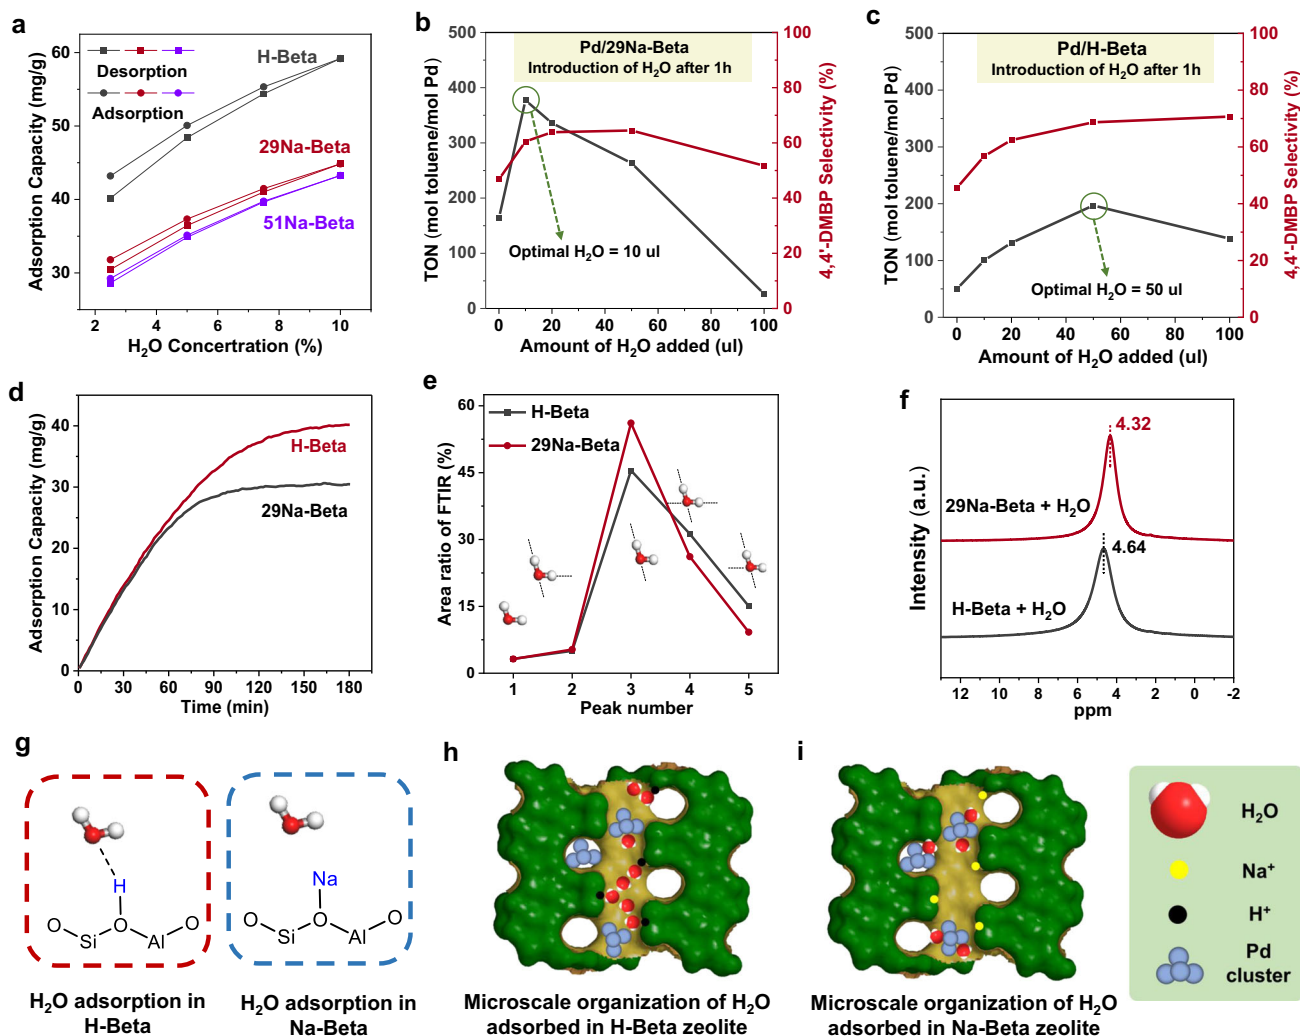 a
Adsorption Capacity (mg/g)
60
50
40
30
Desorption
Adsorption
H-Beta
29Na-Beta
51Na-Beta
2 4 6 8 10
H₂O Concertration (%)
b
TON (mol toluene/mol Pd)
500
400
300
200
100
0
Pd/29Na-Beta
Introduction of H₂O after 1h
Optimal H₂O = 10 ul
0 20 40 60 80 100
Amount of H₂O added (ul)
100
80
60
40
20
0
4,4'-DMBP Selectivity (%)
c
TON (mol toluene/mol Pd)
500
400
300
200
100
0
Pd/H-Beta
Introduction of H₂O after 1h
Optimal H₂O = 50 ul
0 20 40 60 80 100
Amount of H₂O added (ul)
100
80
60
40
20
0
4,4'-DMBP Selectivity (%)
d
Adsorption Capacity (mg/g)
40
30
20
10
0
H-Beta
29Na-Beta
0 30 60 90 120 150 180
Time (min)
e
Area ratio of FTIR (%)
60
45
30
15
0
H-Beta
29Na-Beta
1 2 3 4 5
Peak number
f
Intensity (a.u.)
4.32
29Na-Beta + H₂O
4.64
H-Beta + H₂O
12 10 8 6 4 2 0 -2
ppm
g
H
O Si O Al O
H₂O adsorption in
H-Beta
Na
O Si O Al O
H₂O adsorption in
Na-Beta
h
Microscale organization of H₂O
adsorbed in H-Beta zeolite
i
Microscale organization of H₂O
adsorbed in Na-Beta zeolite
H₂O
Na⁺
H⁺
Pd
cluster